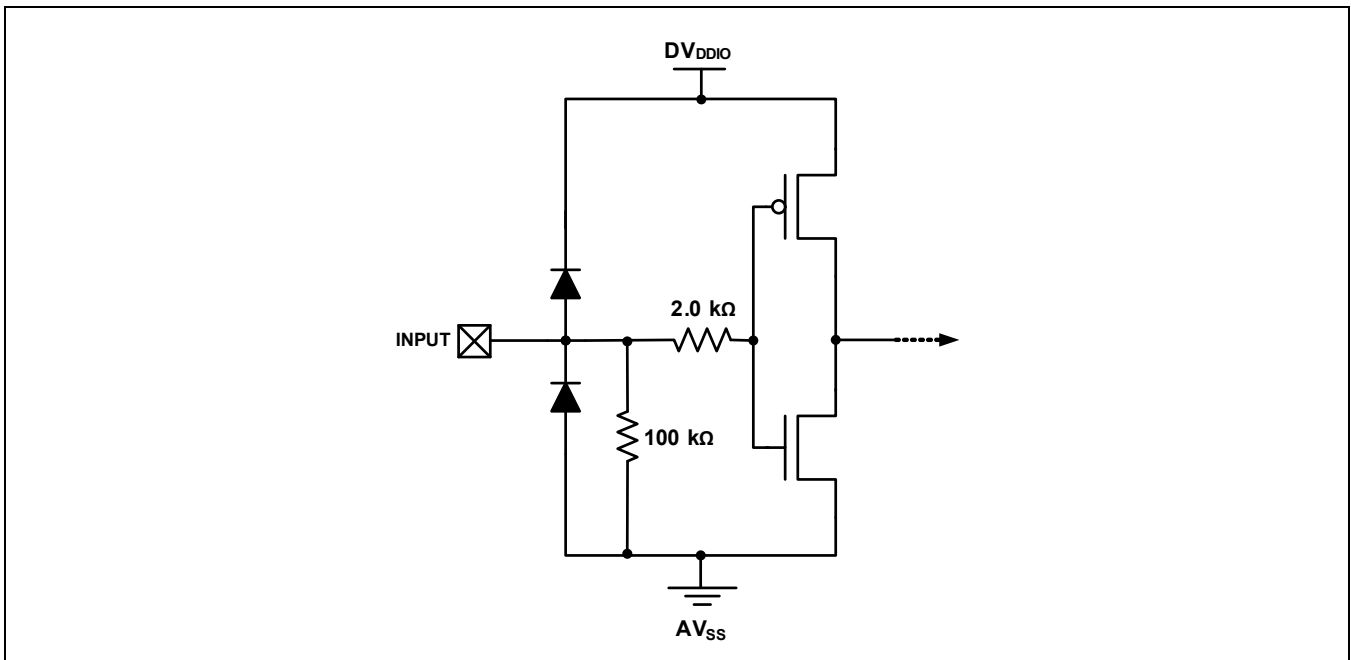 DVDDIO
2.0 kΩ
INPUT
100 kΩ
AVSS